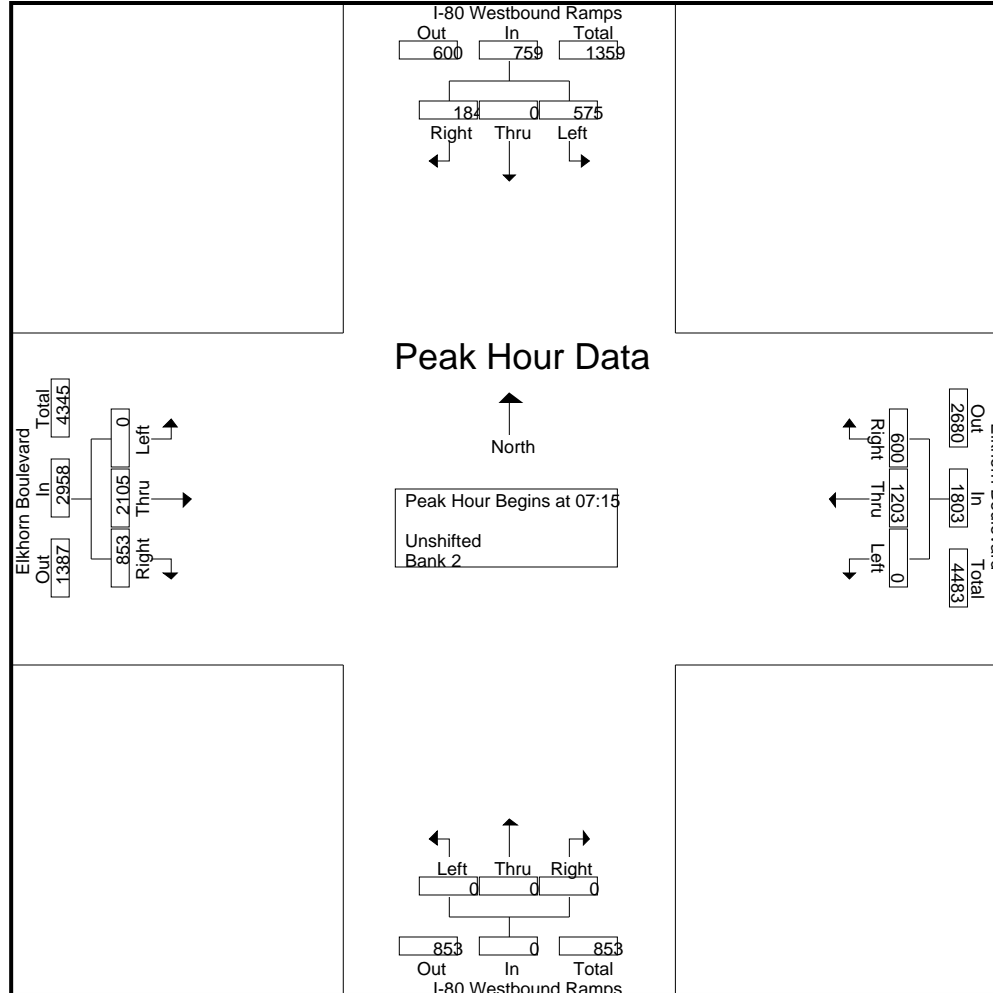 I-80 Westbound Ramps
Out In Total
600 759 1359
184 0 575
Right Thru Left
Peak Hour Data
North
Peak Hour Begins at 07:15
Unshifted
Bank 2
Elkhorn Boulevard
Out In Total
1387 2958 4345
853 2105 0
Right Thru Left
Out In Total
2680 1803 4483
600 1203 0
Right Thru Left
Left Thru Right
0 0 0
853 0 853
Out In Total
I-80 Westbound Ramps